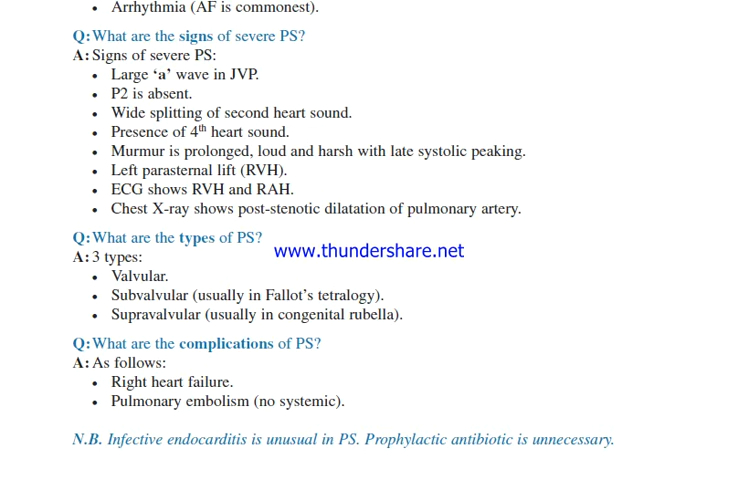 • Arrhythmia (AF is commonest).
Q: What are the signs of severe PS?
A: Signs of severe PS:
• Large ‘a’ wave in JVP.
• P2 is absent.
• Wide splitting of second heart sound.
• Presence of 4th heart sound.
• Murmur is prolonged, loud and harsh with late systolic peaking.
• Left parasternal lift (RVH).
• ECG shows RVH and RAH.
• Chest X-ray shows post-stenotic dilatation of pulmonary artery.
Q: What are the types of PS?
www.thundershare.net
A: 3 types:
• Valvular.
• Subvalvular (usually in Fallot’s tetralogy).
• Supravalvular (usually in congenital rubella).
Q: What are the complications of PS?
A: As follows:
• Right heart failure.
• Pulmonary embolism (no systemic).
N.B. Infective endocarditis is unusual in PS. Prophylactic antibiotic is unnecessary.